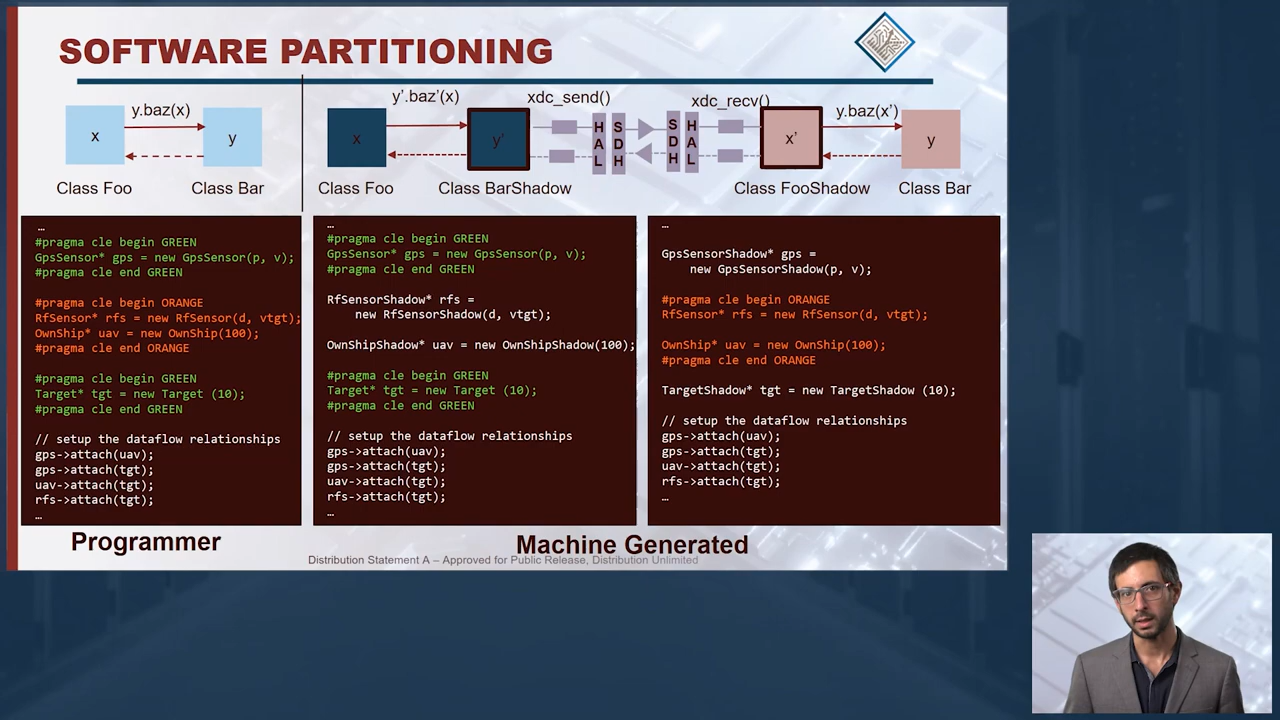 SOFTWARE PARTITIONING
y.baz(x)
x
y
Class Foo
Class Bar
y'.baz'(x)
xdc_send()
xdc_recv()
y.baz(x')
x
y'
HAL
SDH
SDH
HAL
x'
y
Class Foo
Class BarShadow
Class FooShadow
Class Bar
…
#pragma cle begin GREEN
GpsSensor* gps = new GpsSensor(p, v);
#pragma cle end GREEN
#pragma cle begin ORANGE
RfSensor* rfs = new RfSensor(d, vtgt);
OwnShip* uav = new OwnShip(100);
#pragma cle end ORANGE
#pragma cle begin GREEN
Target* tgt = new Target (10);
#pragma cle end GREEN
// setup the dataflow relationships
gps->attach(uav);
gps->attach(tgt);
uav->attach(tgt);
rfs->attach(tgt);
…
…
#pragma cle begin GREEN
GpsSensor* gps = new GpsSensor(p, v);
#pragma cle end GREEN
RfSensorShadow* rfs =
new RfSensorShadow(d, vtgt);
OwnShipShadow* uav = new OwnShipShadow(100);
#pragma cle begin GREEN
Target* tgt = new Target (10);
#pragma cle end GREEN
// setup the dataflow relationships
gps->attach(uav);
gps->attach(tgt);
uav->attach(tgt);
rfs->attach(tgt);
…
…
GpsSensorShadow* gps =
new GpsSensorShadow(p, v);
#pragma cle begin ORANGE
RfSensor* rfs = new RfSensor(d, vtgt);
OwnShip* uav = new OwnShip(100);
#pragma cle end ORANGE
TargetShadow* tgt = new TargetShadow (10);
// setup the dataflow relationships
gps->attach(uav);
gps->attach(tgt);
uav->attach(tgt);
rfs->attach(tgt);
…
Programmer
Machine Generated
Distribution Statement A – Approved for Public Release, Distribution Unlimited